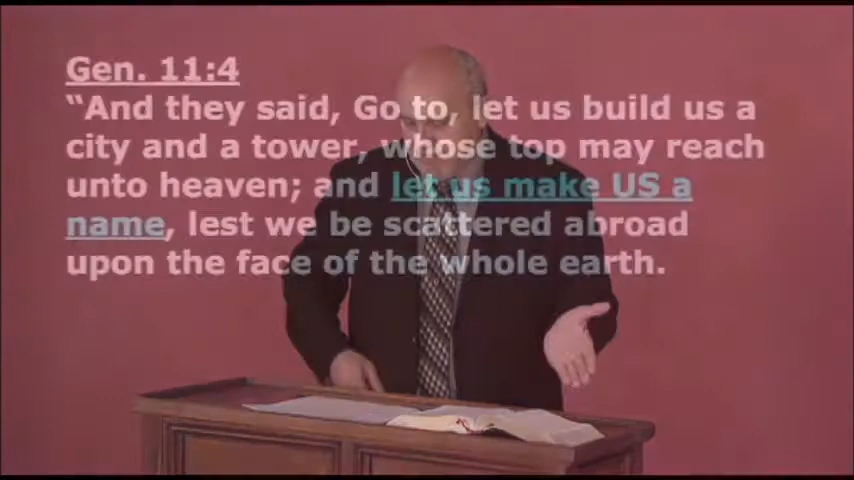 Gen. 11:4
“And they said, Go to, let us build us a
city and a tower, whose top may reach
unto heaven; and let us make US a
name, lest we be scattered abroad
upon the face of the whole earth.